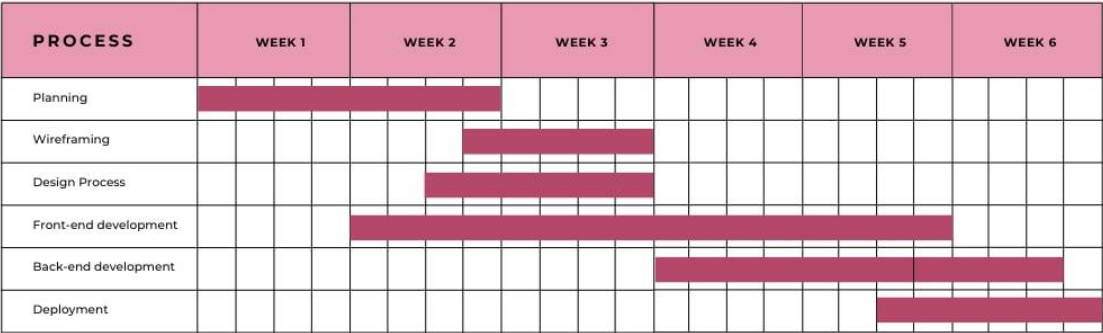 PROCESS WEEK 1 WEEK 2 WEEK 3 WEEK 4 WEEK 5 WEEK 6
Planning
Wireframing
Design Process
Front-end development
Back-end development
Deployment